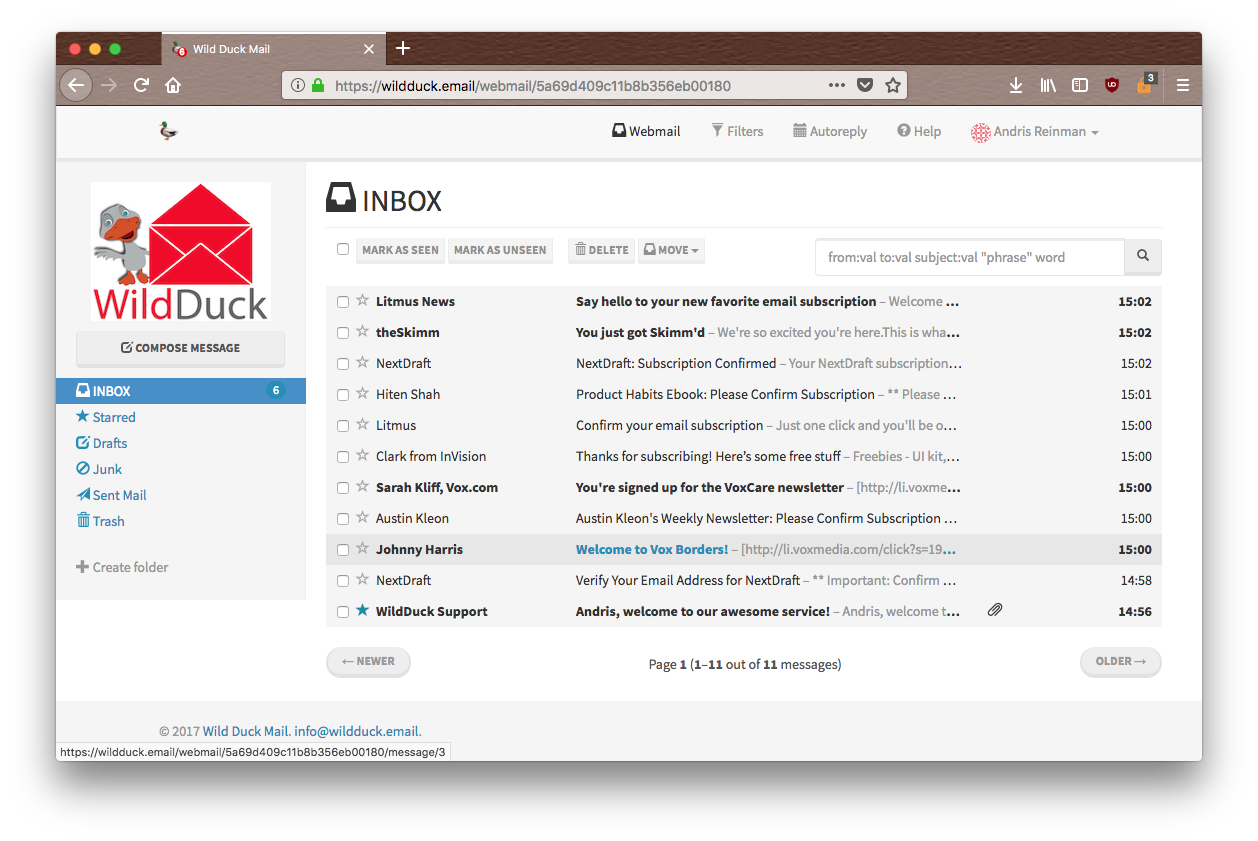 6 Wild Duck Mail
https://wildduck.email/webmail/5a69d409c11b8b356eb00180
3
Webmail Filters Autoreply Help Andris Reinman
WildDuck
COMPOSE MESSAGE
INBOX 6
Starred
Drafts
Junk
Sent Mail
Trash
Create folder
INBOX
MARK AS SEEN MARK AS UNSEEN DELETE MOVE from:val to:val subject:val "phrase" word
Litmus News Say hello to your new favorite email subscription – Welcome ... 15:02
theSkimm You just got Skimm'd – We're so excited you're here.This is wha... 15:02
NextDraft NextDraft: Subscription Confirmed – Your NextDraft subscription... 15:02
Hiten Shah Product Habits Ebook: Please Confirm Subscription – ** Please ... 15:01
Litmus Confirm your email subscription – Just one click and you'll be o... 15:00
Clark from InVision Thanks for subscribing! Here’s some free stuff – Freebies - UI kit,... 15:00
Sarah Kliff, Vox.com You're signed up for the VoxCare newsletter – [http://li.voxme... 15:00
Austin Kleon Austin Kleon's Weekly Newsletter: Please Confirm Subscription ... 15:00
Johnny Harris Welcome to Vox Borders! – [http://li.voxmedia.com/click?s=19... 15:00
NextDraft Verify Your Email Address for NextDraft – ** Important: Confirm ... 14:58
WildDuck Support Andris, welcome to our awesome service! – Andris, welcome t... 14:56
← NEWER Page 1 (1–11 out of 11 messages) OLDER →
© 2017 Wild Duck Mail. info@wildduck.email.
https://wildduck.email/webmail/5a69d409c11b8b356eb00180/message/3